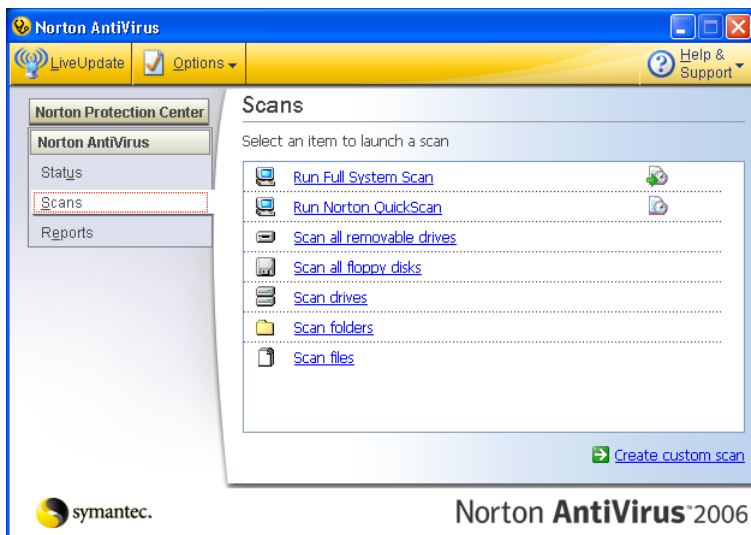 Norton AntiVirus
LiveUpdate
Options
Help & Support
Norton Protection Center
Norton AntiVirus
Status
Scans
Reports
Scans
Select an item to launch a scan
Run Full System Scan
Run Norton QuickScan
Scan all removable drives
Scan all floppy disks
Scan drives
Scan folders
Scan files
Create custom scan
symantec.
Norton AntiVirus™ 2006